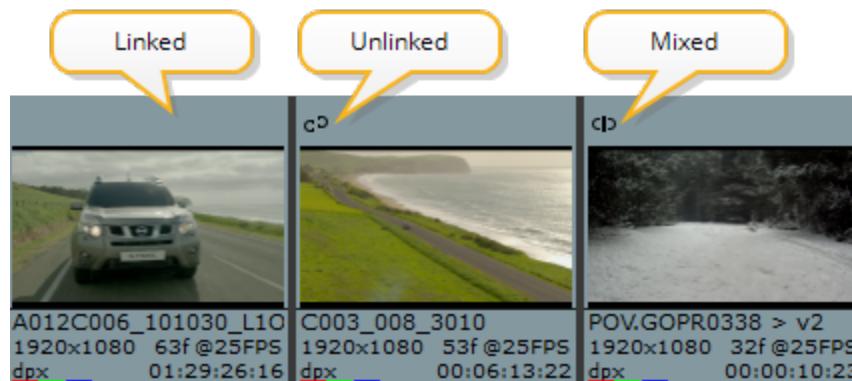 Linked
Unlinked
Mixed
A012C006_101030_L1O
1920x1080 63f@25FPS
dpx 01:29:26:16
C003_008_3010
1920x1080 53f@25FPS
dpx 00:06:13:22
POV.GOPR0338 > v2
1920x1080 32f@25FPS
dpx 00:00:10:23